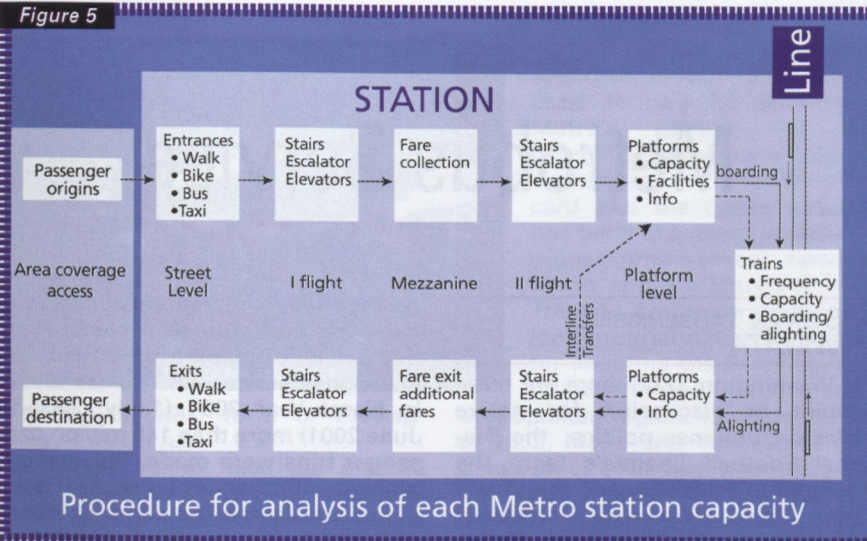 Figure 5
Line
STATION
Passenger
origins
Entrances
• Walk
• Bike
• Bus
•Taxi
Stairs
Escalator
Elevators
Fare
collection
Stairs
Escalator
Elevators
Platforms
• Capacity
• Facilities
• Info
boarding
Area coverage
access
Street
Level
I flight
Mezzanine
II flight
Platform
level
Trains
• Frequency
• Capacity
• Boarding/
alighting
Interline
Transfers
Passenger
destination
Exits
• Walk
• Bike
• Bus
•Taxi
Stairs
Escalator
Elevators
Fare exit
additional
fares
Stairs
Escalator
Elevators
Platforms
• Capacity
• Info
Alighting
Procedure for analysis of each Metro station capacity